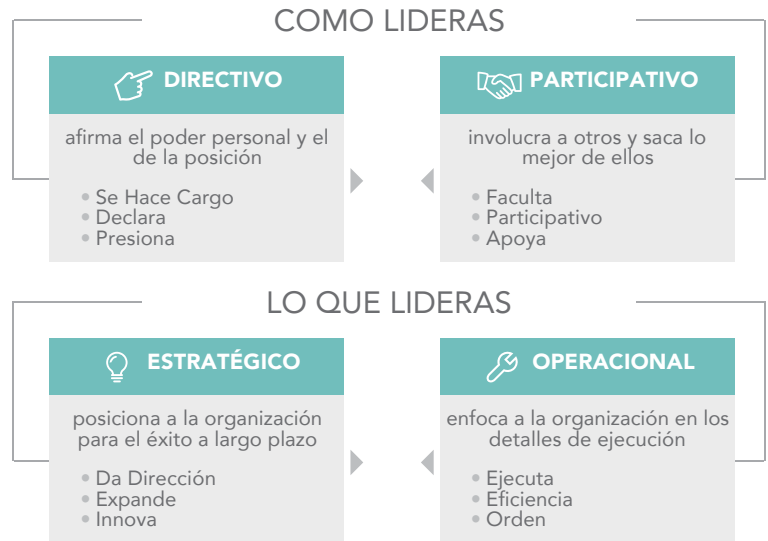 COMO LIDERAS
DIRECTIVO
afirma el poder personal y el
de la posición
• Se Hace Cargo
• Declara
• Presiona
PARTICIPATIVO
involucra a otros y saca lo
mejor de ellos
• Faculta
• Participativo
• Apoya
LO QUE LIDERAS
ESTRATÉGICO
posiciona a la organización
para el éxito a largo plazo
• Da Dirección
• Expande
• Innova
OPERACIONAL
enfoca a la organización en los
detalles de ejecución
• Ejecuta
• Eficiencia
• Orden